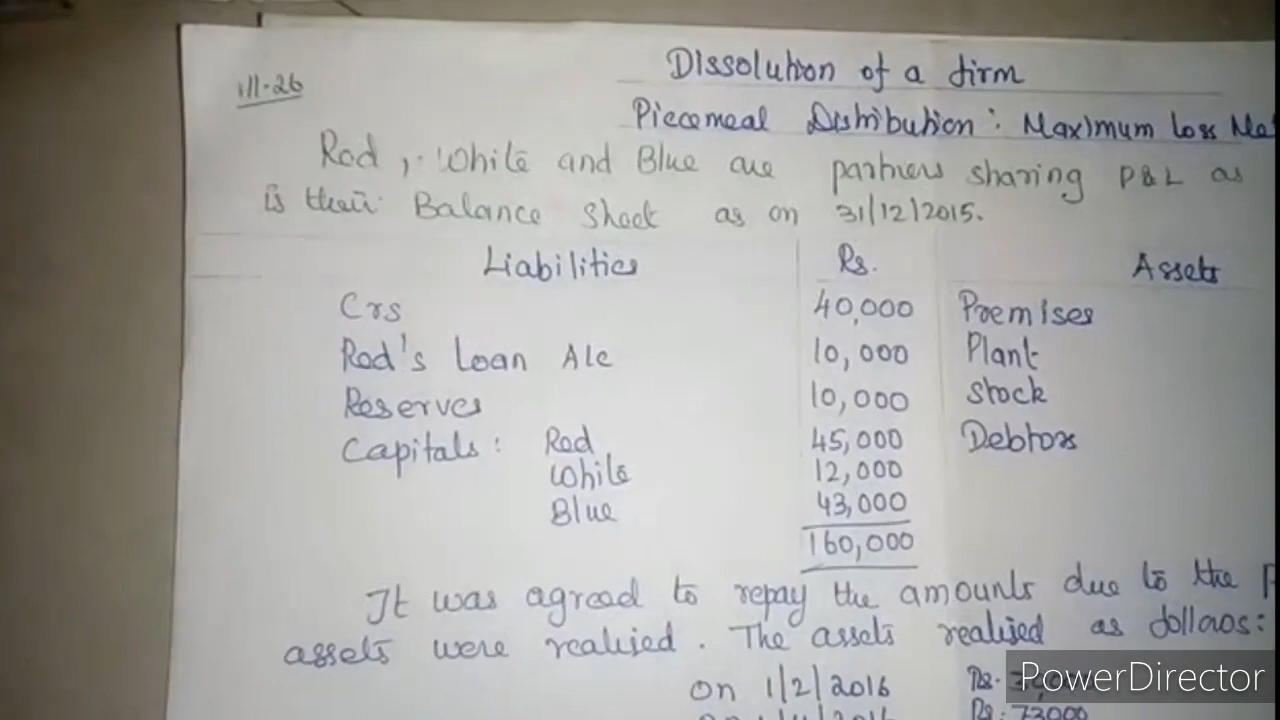 Ill-26
Dissolution of a firm
Piecemeal Distribution : Maximum Loss
Red, White and Blue are partners sharing P&L as
is their Balance Sheet as on 31/12/2015.
Liabilities Rs. Assets
Crs 40,000 Premises
Red's Loan A/c 10,000 Plant
Reserves 10,000 Stock
Capitals : Red 45,000 Debtors
White 12,000
Blue 43,000
160,000
It was agreed to repay the amounts due to the
assets were realised. The assets realised as follows:
on 1/2/2016 Rs.
Rs. 73000
PowerDirector